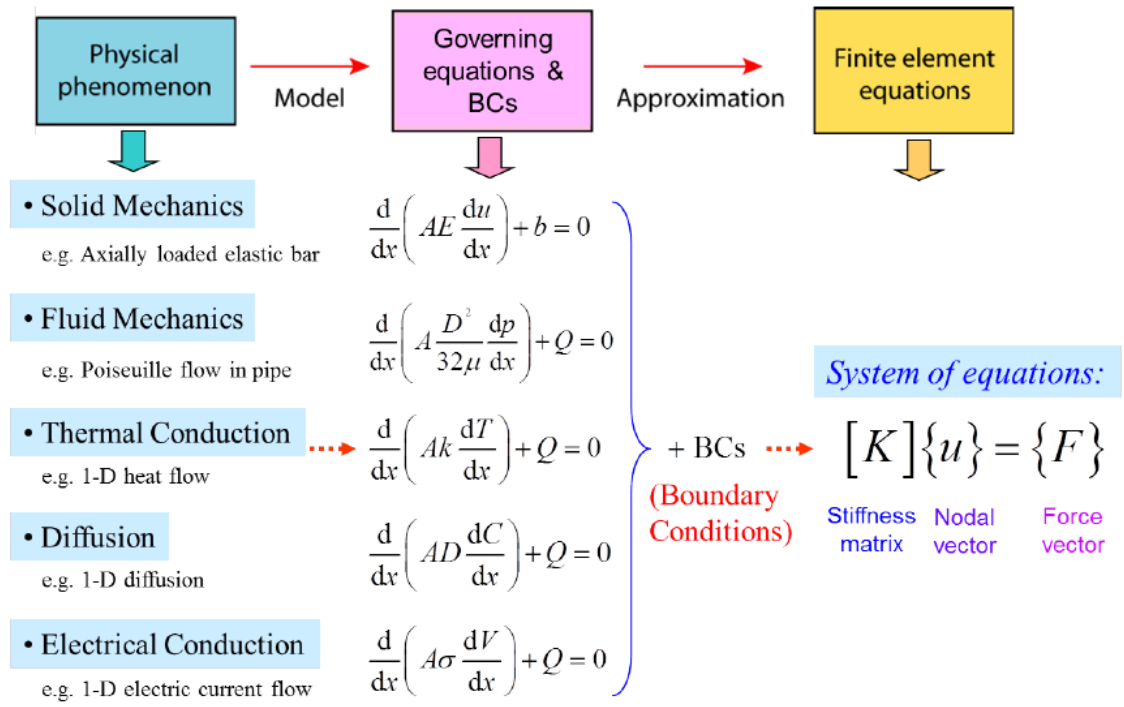 Physical
phenomenon
Model
Governing
equations &
BCs
Approximation
Finite element
equations
• Solid Mechanics
e.g. Axially loaded elastic bar
d/dx (AE du/dx) + b = 0
• Fluid Mechanics
e.g. Poiseuille flow in pipe
d/dx (A D²/32μ dp/dx) + Q = 0
• Thermal Conduction
e.g. 1-D heat flow
d/dx (Ak dT/dx) + Q = 0
• Diffusion
e.g. 1-D diffusion
d/dx (AD dC/dx) + Q = 0
• Electrical Conduction
e.g. 1-D electric current flow
d/dx (Aσ dV/dx) + Q = 0
+ BCs
(Boundary
Conditions)
System of equations:
[K]{u} = {F}
Stiffness
matrix
Nodal
vector
Force
vector